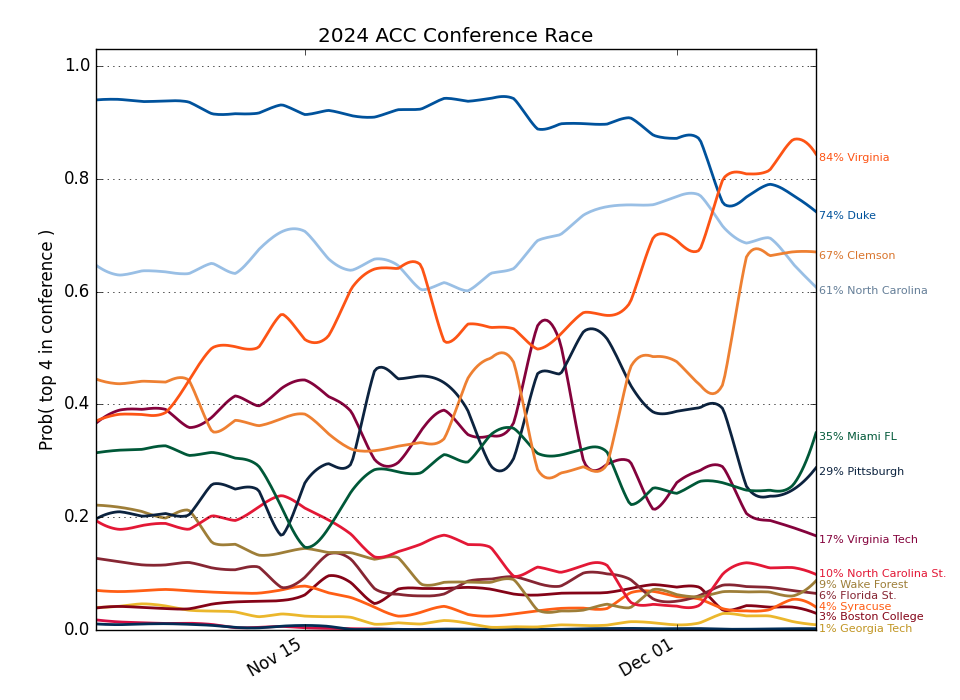 2024 ACC Conference Race
Prob( top 4 in conference )
1.0
0.8
0.6
0.4
0.2
0.0
Nov 15
Dec 01
84% Virginia
74% Duke
67% Clemson
61% North Carolina
35% Miami FL
29% Pittsburgh
17% Virginia Tech
10% North Carolina St.
9% Wake Forest
6% Florida St.
4% Syracuse
3% Boston College
1% Georgia Tech